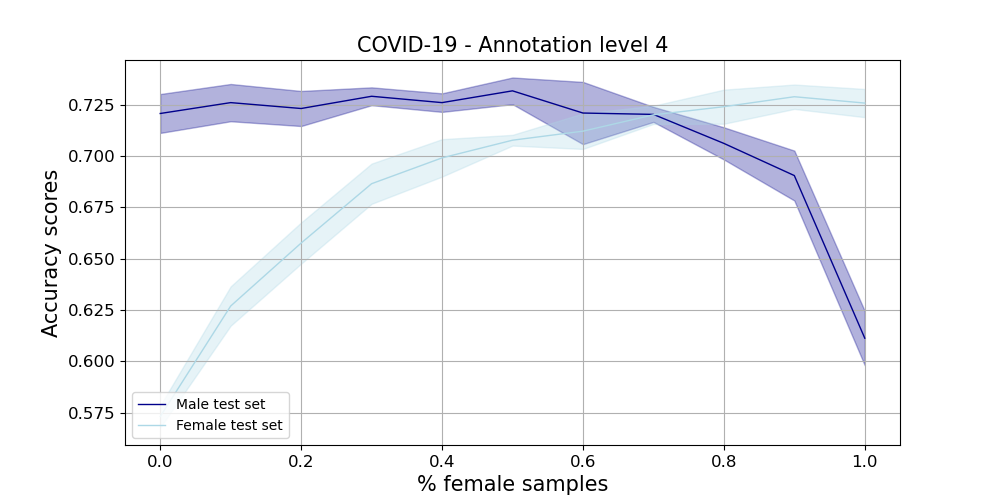 COVID-19 - Annotation level 4
Accuracy scores
0.725
0.700
0.675
0.650
0.625
0.600
0.575
Male test set
Female test set
0.0 0.2 0.4 0.6 0.8 1.0
% female samples